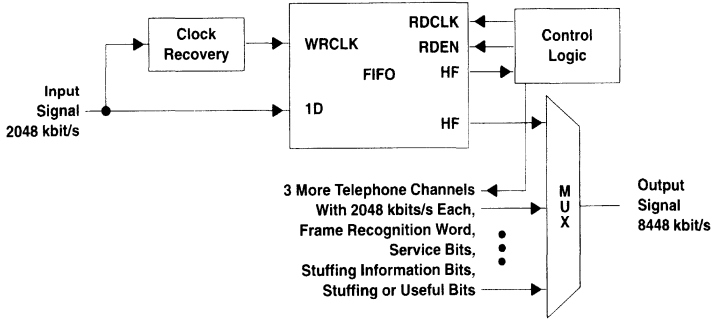 Clock
Recovery
WRCLK
FIFO
1D
RDCLK
RDEN
HF
HF
Control
Logic
Input
Signal
2048 kbit/s
3 More Telephone Channels
With 2048 kbits/s Each,
Frame Recognition Word,
Service Bits,
Stuffing Information Bits,
Stuffing or Useful Bits
M
U
X
Output
Signal
8448 kbit/s